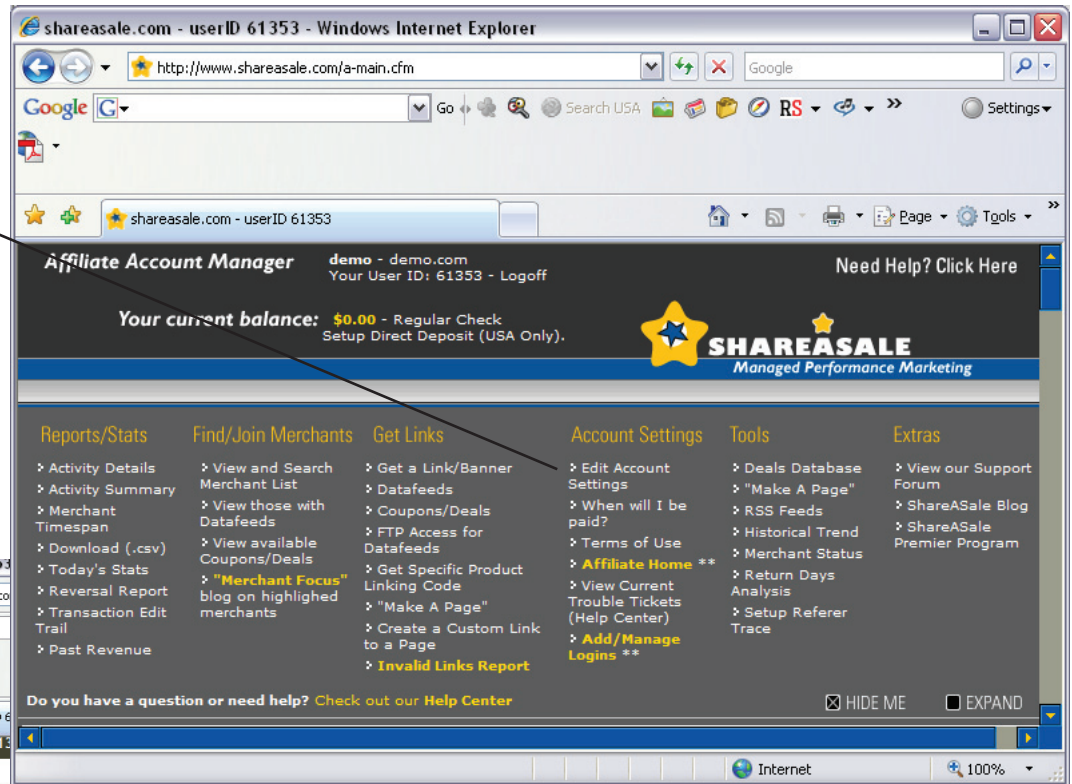 shareasale.com - userID 61353 - Windows Internet Explorer
http://www.shareasale.com/a-main.cfm
Google
Google G
Go
Search USA
RS
Settings
shareasale.com - userID 61353
Page
Tools
Affiliate Account Manager
demo - demo.com
Your User ID: 61353 - Logoff
Need Help? Click Here
Your current balance: $0.00 - Regular Check
Setup Direct Deposit (USA Only).
SHAREASALE
Managed Performance Marketing
Reports/Stats
Activity Details
Activity Summary
Merchant
Timespan
Download (.csv)
Today's Stats
Reversal Report
Transaction Edit
Trail
Past Revenue
Find/Join Merchants
View and Search
Merchant List
View those with
Datafeeds
View available
Coupons/Deals
"Merchant Focus"
blog on highlighed
merchants
Get Links
Get a Link/Banner
Datafeeds
Coupons/Deals
FTP Access for
Datafeeds
Get Specific Product
Linking Code
"Make A Page"
Create a Custom Link
to a Page
Invalid Links Report
Account Settings
Edit Account
Settings
When will I be
paid?
Terms of Use
Affiliate Home **
View Current
Trouble Tickets
(Help Center)
Add/Manage
Logins **
Tools
Deals Database
"Make A Page"
RSS Feeds
Historical Trend
Merchant Status
Return Days
Analysis
Setup Referer
Trace
Extras
View our Support
Forum
ShareASale Blog
ShareASale
Premier Program
Do you have a question or need help? Check out our Help Center
HIDE ME
EXPAND
Internet
100%